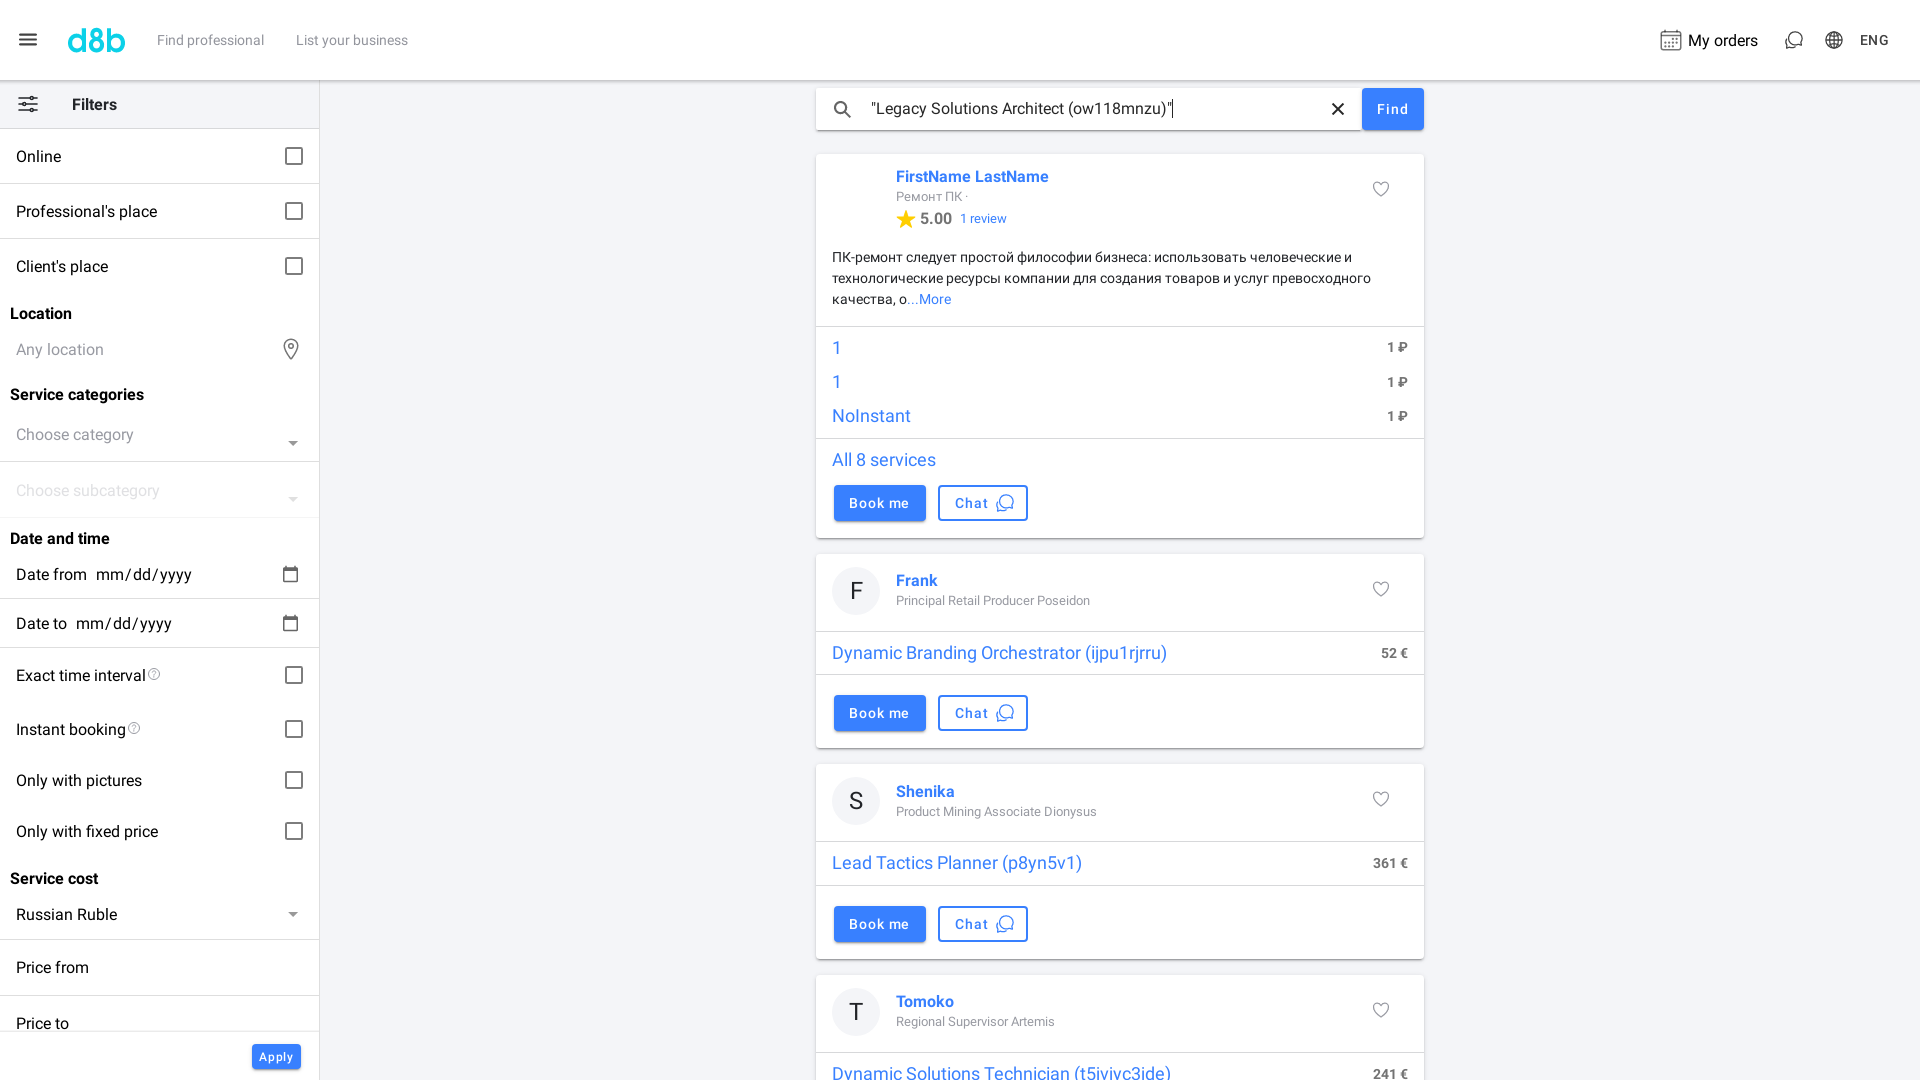 d8b
Find professional
List your business
My orders
ENG
Filters
Online
Professional's place
Client's place
Location
Any location
Service categories
Choose category
Choose subcategory
Date and time
Date from mm/dd/yyyy
Date to mm/dd/yyyy
Exact time interval
Instant booking
Only with pictures
Only with fixed price
Service cost
Russian Ruble
Price from
Price to
Apply
"Legacy Solutions Architect (ow118mnzu)"
Find
FirstName LastName
Ремонт ПК ·
5.00 1 review
ПК-ремонт следует простой философии бизнеса: использовать человеческие и
технологические ресурсы компании для создания товаров и услуг превосходного
качества, о...More
1 1 ₽
1 1 ₽
NoInstant 1 ₽
All 8 services
Book me
Chat
F
Frank
Principal Retail Producer Poseidon
Dynamic Branding Orchestrator (ijpu1rjrru) 52 €
Book me
Chat
S
Shenika
Product Mining Associate Dionysus
Lead Tactics Planner (p8yn5v1) 361 €
Book me
Chat
T
Tomoko
Regional Supervisor Artemis
Dynamic Solutions Technician (t5iyiyc3ide) 241 €